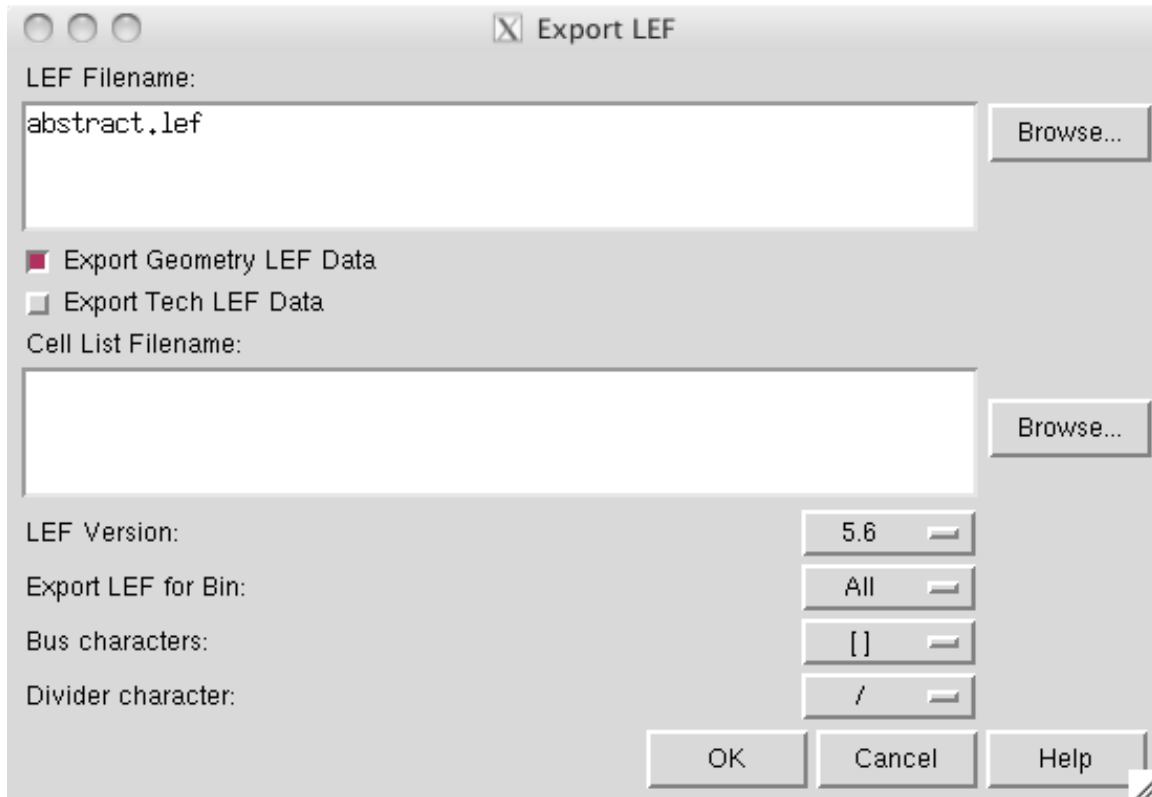 Export LEF
LEF Filename:
abstract.lef
Browse...
Export Geometry LEF Data
Export Tech LEF Data
Cell List Filename:
Browse...
LEF Version: 5.6
Export LEF for Bin: All
Bus characters: []
Divider character: /
OK Cancel Help